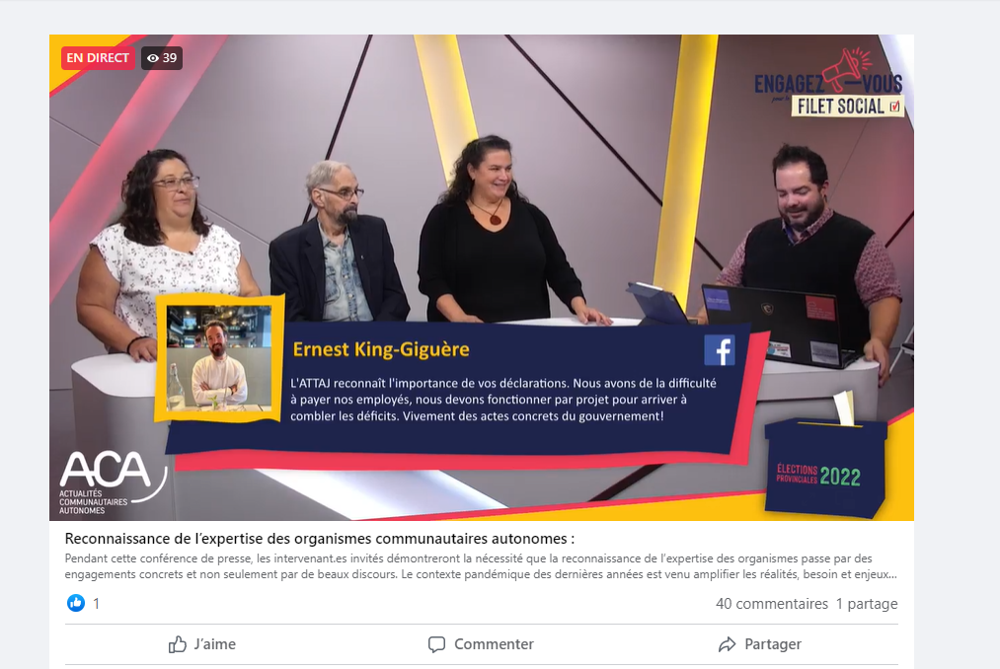 EN DIRECT
39
ENGAGEZ-VOUS
pour le
FILET SOCIAL
Ernest King-Giguère
L'ATTAJ reconnaît l'importance de vos déclarations. Nous avons de la difficulté
à payer nos employés, nous devons fonctionner par projet pour arriver à
combler les déficits. Vivement des actes concrets du gouvernement!
ACA
ACTUALITÉS
COMMUNAUTAIRES
AUTONOMES
ÉLECTIONS
PROVINCIALES 2022
Reconnaissance de l'expertise des organismes communautaires autonomes :
Pendant cette conférence de presse, les intervenant.es invités démontreront la nécessité que la reconnaissance de l'expertise des organismes passe par des
engagements concrets et non seulement par de beaux discours. Le contexte pandémique des dernières années est venu amplifier les réalités, besoin et enjeux...
1
40 commentaires 1 partage
J'aime
Commenter
Partager